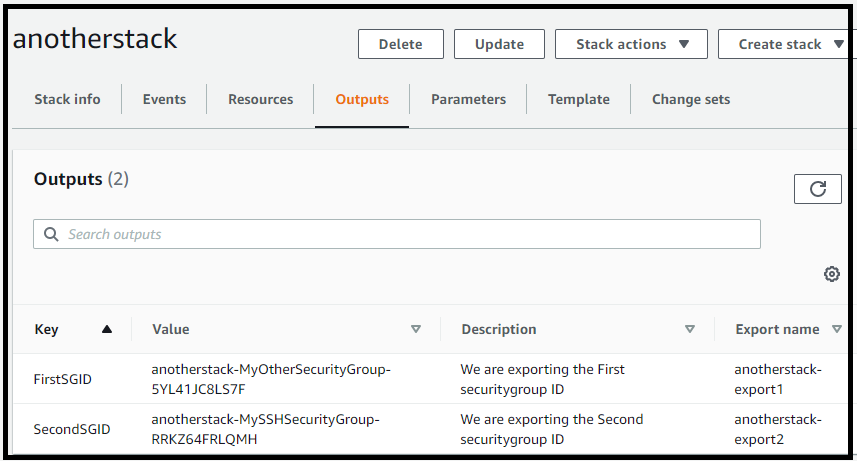 anotherstack
Delete
Update
Stack actions
Create stack
Stack info
Events
Resources
Outputs
Parameters
Template
Change sets
Outputs (2)
Search outputs
Key
Value
Description
Export name
FirstSGID
anotherstack-MyOtherSecurityGroup-
5YL41JC8LS7F
We are exporting the First
securitygroup ID
anotherstack-
export1
SecondSGID
anotherstack-MySSHSecurityGroup-
RRKZ64FRLQMH
We are exporting the Second
securitygroup ID
anotherstack-
export2